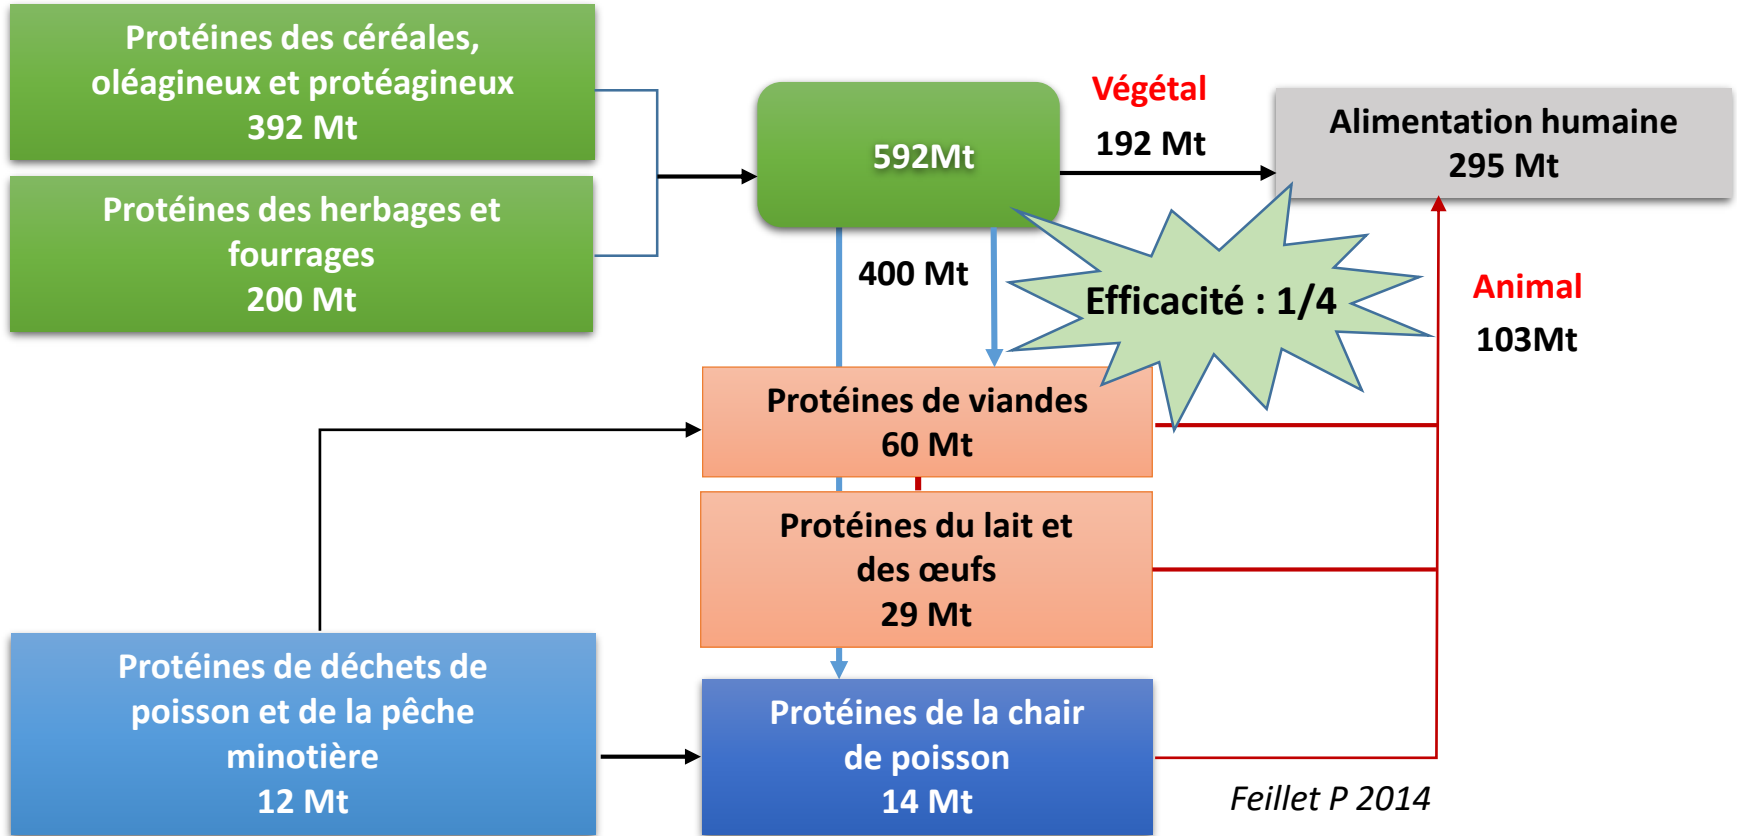 Protéines des céréales,
oléagineux et protéagineux
392 Mt
Protéines des herbages et
fourrages
200 Mt
592Mt
Végétal
192 Mt
Alimentation humaine
295 Mt
400 Mt
Efficacité : 1/4
Animal
103Mt
Protéines de viandes
60 Mt
Protéines du lait et
des œufs
29 Mt
Protéines de déchets de
poisson et de la pêche
minotière
12 Mt
Protéines de la chair
de poisson
14 Mt
Feillet P 2014